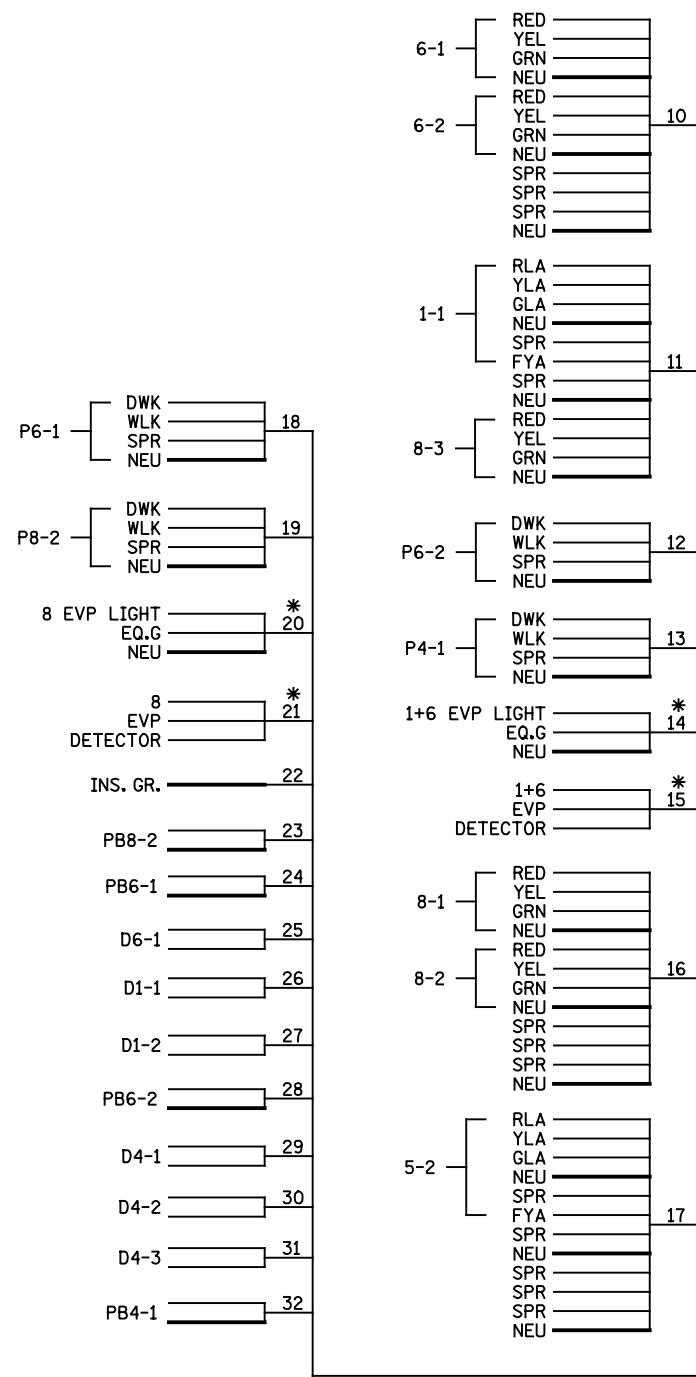 RED
YEL
6-1
GRN
NEU
RED
YEL
10
6-2
GRN
NEU
SPR
SPR
SPR
NEU
RLA
YLA
GLA
1-1
NEU
SPR
FYA
11
SPR
NEU
RED
YEL
8-3
GRN
NEU
DWK
WLK
12
P6-2
SPR
NEU
DWK
WLK
13
P4-1
SPR
NEU
1+6 EVP LIGHT
*
EQ.G
14
NEU
1+6
*
EVP
15
DETECTOR
RED
YEL
8-1
GRN
NEU
RED
YEL
16
8-2
GRN
NEU
SPR
SPR
SPR
NEU
RLA
YLA
GLA
5-2
NEU
SPR
FYA
17
SPR
NEU
SPR
SPR
SPR
NEU
DWK
WLK
18
P6-1
SPR
NEU
DWK
WLK
19
P8-2
SPR
NEU
8 EVP LIGHT
*
EQ.G
20
NEU
8
*
EVP
21
DETECTOR
INS. GR.
22
PB8-2
23
PB6-1
24
D6-1
25
D1-1
26
D1-2
27
PB6-2
28
D4-1
29
D4-2
30
D4-3
31
PB4-1
32